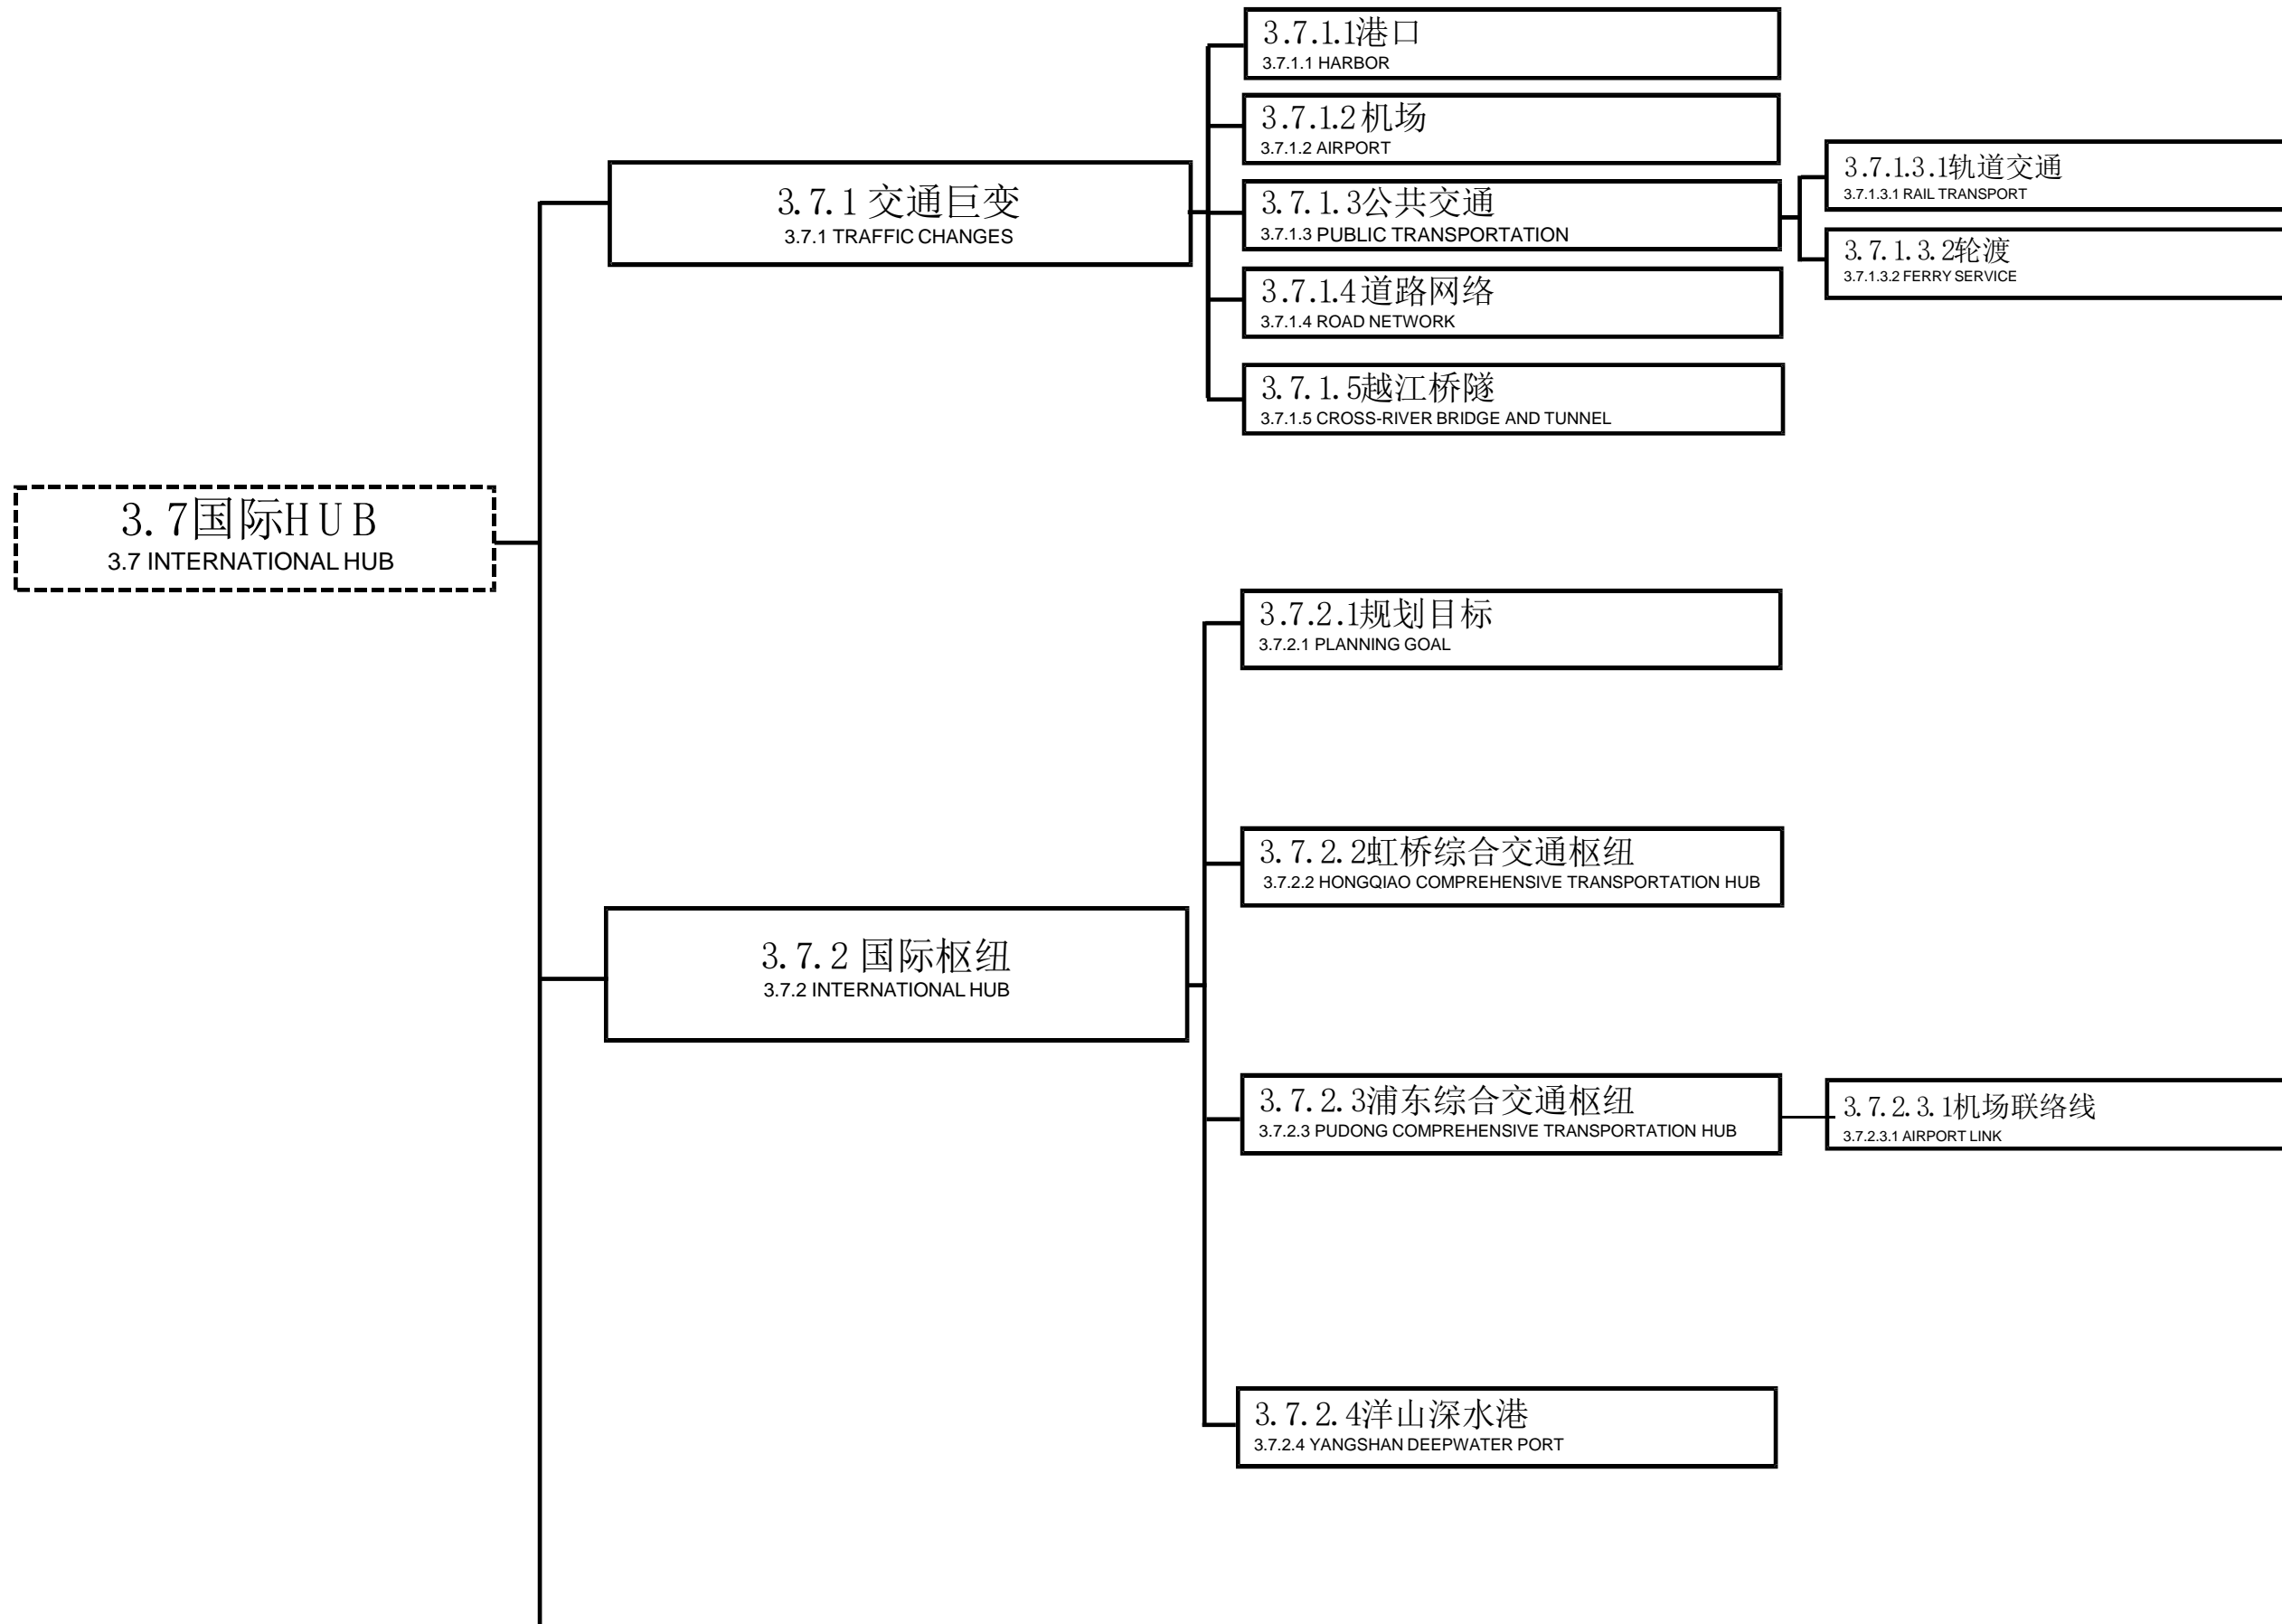 3.7国际HUB
3.7 INTERNATIONAL HUB
3.7.1 交通巨变
3.7.1 TRAFFIC CHANGES
3.7.1.1港口
3.7.1.1 HARBOR
3.7.1.2机场
3.7.1.2 AIRPORT
3.7.1.3公共交通
3.7.1.3 PUBLIC TRANSPORTATION
3.7.1.3.1轨道交通
3.7.1.3.1 RAIL TRANSPORT
3.7.1.3.2轮渡
3.7.1.3.2 FERRY SERVICE
3.7.1.4道路网络
3.7.1.4 ROAD NETWORK
3.7.1.5越江桥隧
3.7.1.5 CROSS-RIVER BRIDGE AND TUNNEL
3.7.2 国际枢纽
3.7.2 INTERNATIONAL HUB
3.7.2.1规划目标
3.7.2.1 PLANNING GOAL
3.7.2.2虹桥综合交通枢纽
3.7.2.2 HONGQIAO COMPREHENSIVE TRANSPORTATION HUB
3.7.2.3浦东综合交通枢纽
3.7.2.3 PUDONG COMPREHENSIVE TRANSPORTATION HUB
3.7.2.3.1机场联络线
3.7.2.3.1 AIRPORT LINK
3.7.2.4洋山深水港
3.7.2.4 YANGSHAN DEEPWATER PORT